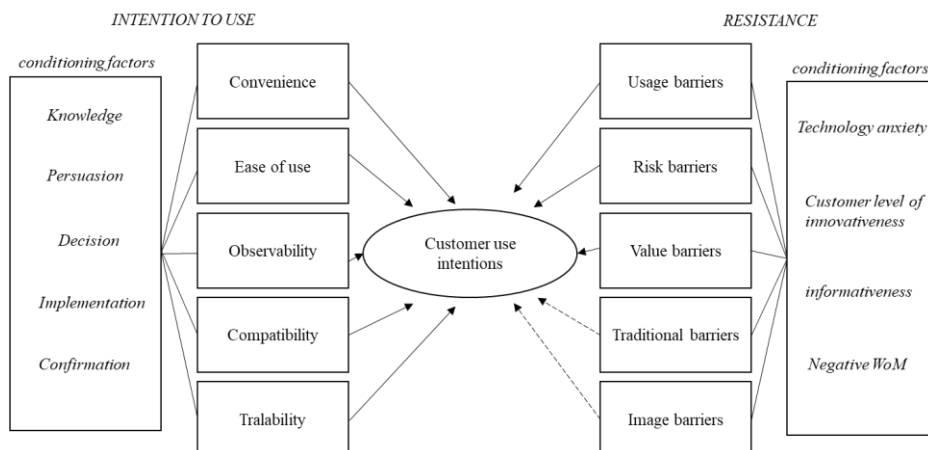 INTENTION TO USE
RESISTANCE
conditioning factors
Knowledge
Persuasion
Decision
Implementation
Confirmation
Convenience
Ease of use
Observability
Compatibility
Tralability
Customer use
intentions
Usage barriers
Risk barriers
Value barriers
Traditional barriers
Image barriers
conditioning factors
Technology anxiety
Customer level of
innovativeness
informativeness
Negative WoM